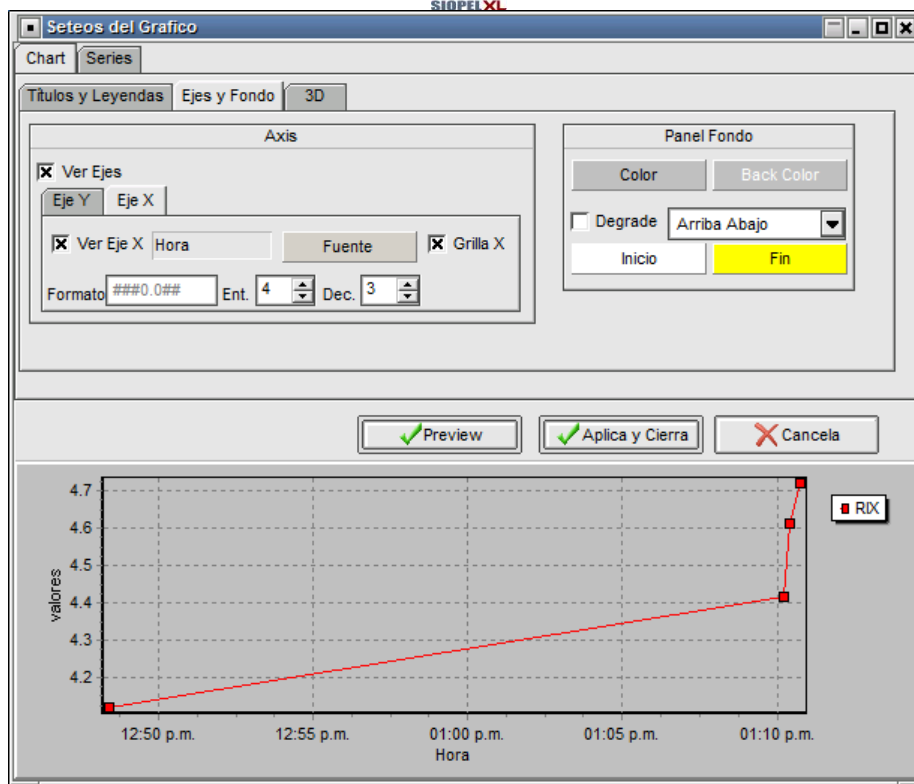 SIOPELXL
Seteos del Grafico
Chart Series
Titulos y Leyendas Ejes y Fondo 3D
Axis
Panel Fondo
Ver Ejes
Color Back Color
Eje Y Eje X
Degrade Arriba Abajo
Ver Eje X Hora Fuente Grilla X
Inicio Fin
Formato ###0.0## Ent. 4 Dec. 3
Preview Aplica y Cierra Cancela
4.7
4.6
4.5
4.4
4.3
4.2
valores
RIX
12:50 p.m. 12:55 p.m. 01:00 p.m. 01:05 p.m. 01:10 p.m.
Hora